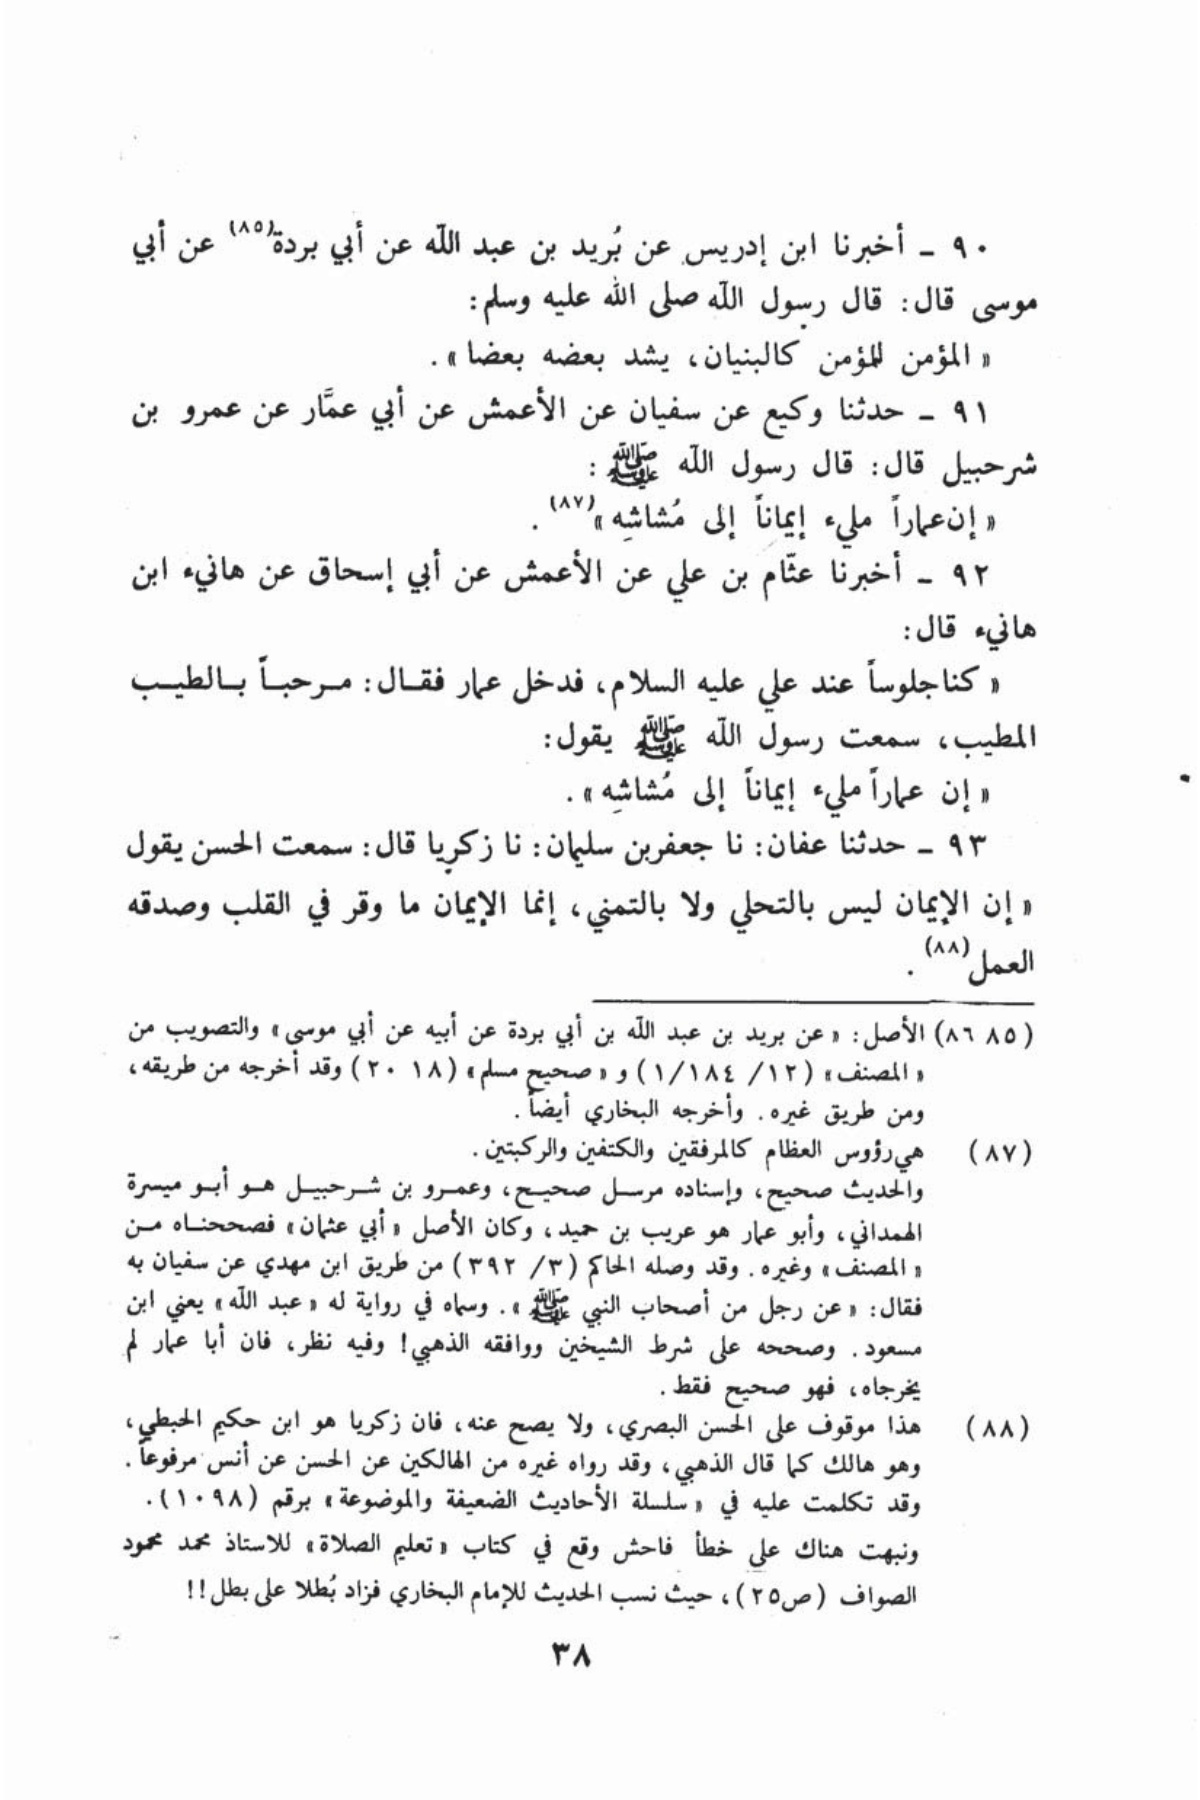 ٩٠ ـ أخبرنا ابن إدريس عن بُريد بن عبد الله عن أبي بردة(٨٥) عن أبي
موسى قال: قال رسول الله صلى الله عليه وسلم:
« المؤمن للمؤمن كالبنيان، يشد بعضه بعضا ».
٩١ ـ حدثنا وكيع عن سفيان عن الأعمش عن أبي عمَّار عن عمرو بن
شرحبيل قال: قال رسول الله ﷺ :
« إن عماراً مليء إيماناً إلى مُشاشِه »(٨٧) .
٩٢ ـ أخبرنا عثّام بن علي عن الأعمش عن أبي إسحاق عن هانيء ابن
هانيء قال:
« كنا جلوساً عند علي عليه السلام، فدخل عمار فقال: مرحباً بالطيب
المطيب، سمعت رسول الله ﷺ يقول:
« إن عماراً مليء إيماناً إلى مُشاشِه ».
٩٣ ـ حدثنا عفان: نا جعفر بن سليمان: نا زكريا قال: سمعت الحسن يقول
« إن الإيمان ليس بالتحلي ولا بالتمني، إنما الإيمان ما وقر في القلب وصدقه
العمل(٨٨) .
(٨٥ ٨٦) الأصل: « عن بريد بن عبد الله بن أبي بردة عن أبيه عن أبي موسى » والتصويب من
« المصنف » (١٢/ ١/١٨٤) و « صحيح مسلم » (١٨ ٢٠) وقد أخرجه من طريقه،
ومن طريق غيره. وأخرجه البخاري أيضاً.
(٨٧) هي رؤوس العظام كالمرفقين والكتفين والركبتين.
والحديث صحيح، وإسناده مرسل صحيح، وعمرو بن شرحبيل هو أبو ميسرة
الهمداني، وأبو عمار هو عريب بن حميد، وكان الأصل « أبي عثمان » فصححناه من
« المصنف » وغيره. وقد وصله الحاكم (٣/ ٣٩٢) من طريق ابن مهدي عن سفيان به
فقال: « عن رجل من أصحاب النبي ﷺ ». وسماه في رواية له « عبد الله » يعني ابن
مسعود. وصححه على شرط الشيخين ووافقه الذهبي! وفيه نظر، فان أبا عمار لم
يخرجاه، فهو صحيح فقط.
(٨٨) هذا موقوف على الحسن البصري، ولا يصح عنه، فان زكريا هو ابن حكيم الحبطي،
وهو هالك كما قال الذهبي، وقد رواه غيره من الهالكين عن الحسن عن أنس مرفوعاً.
وقد تكلمت عليه في « سلسلة الأحاديث الضعيفة والموضوعة » برقم (١٠٩٨).
ونبهت هناك على خطأ فاحش وقع في كتاب « تعليم الصلاة » للاستاذ محمد محمود
الصواف (ص٢٥)، حيث نسب الحديث للإمام البخاري فزاد بُطلا على بطل!!
٣٨